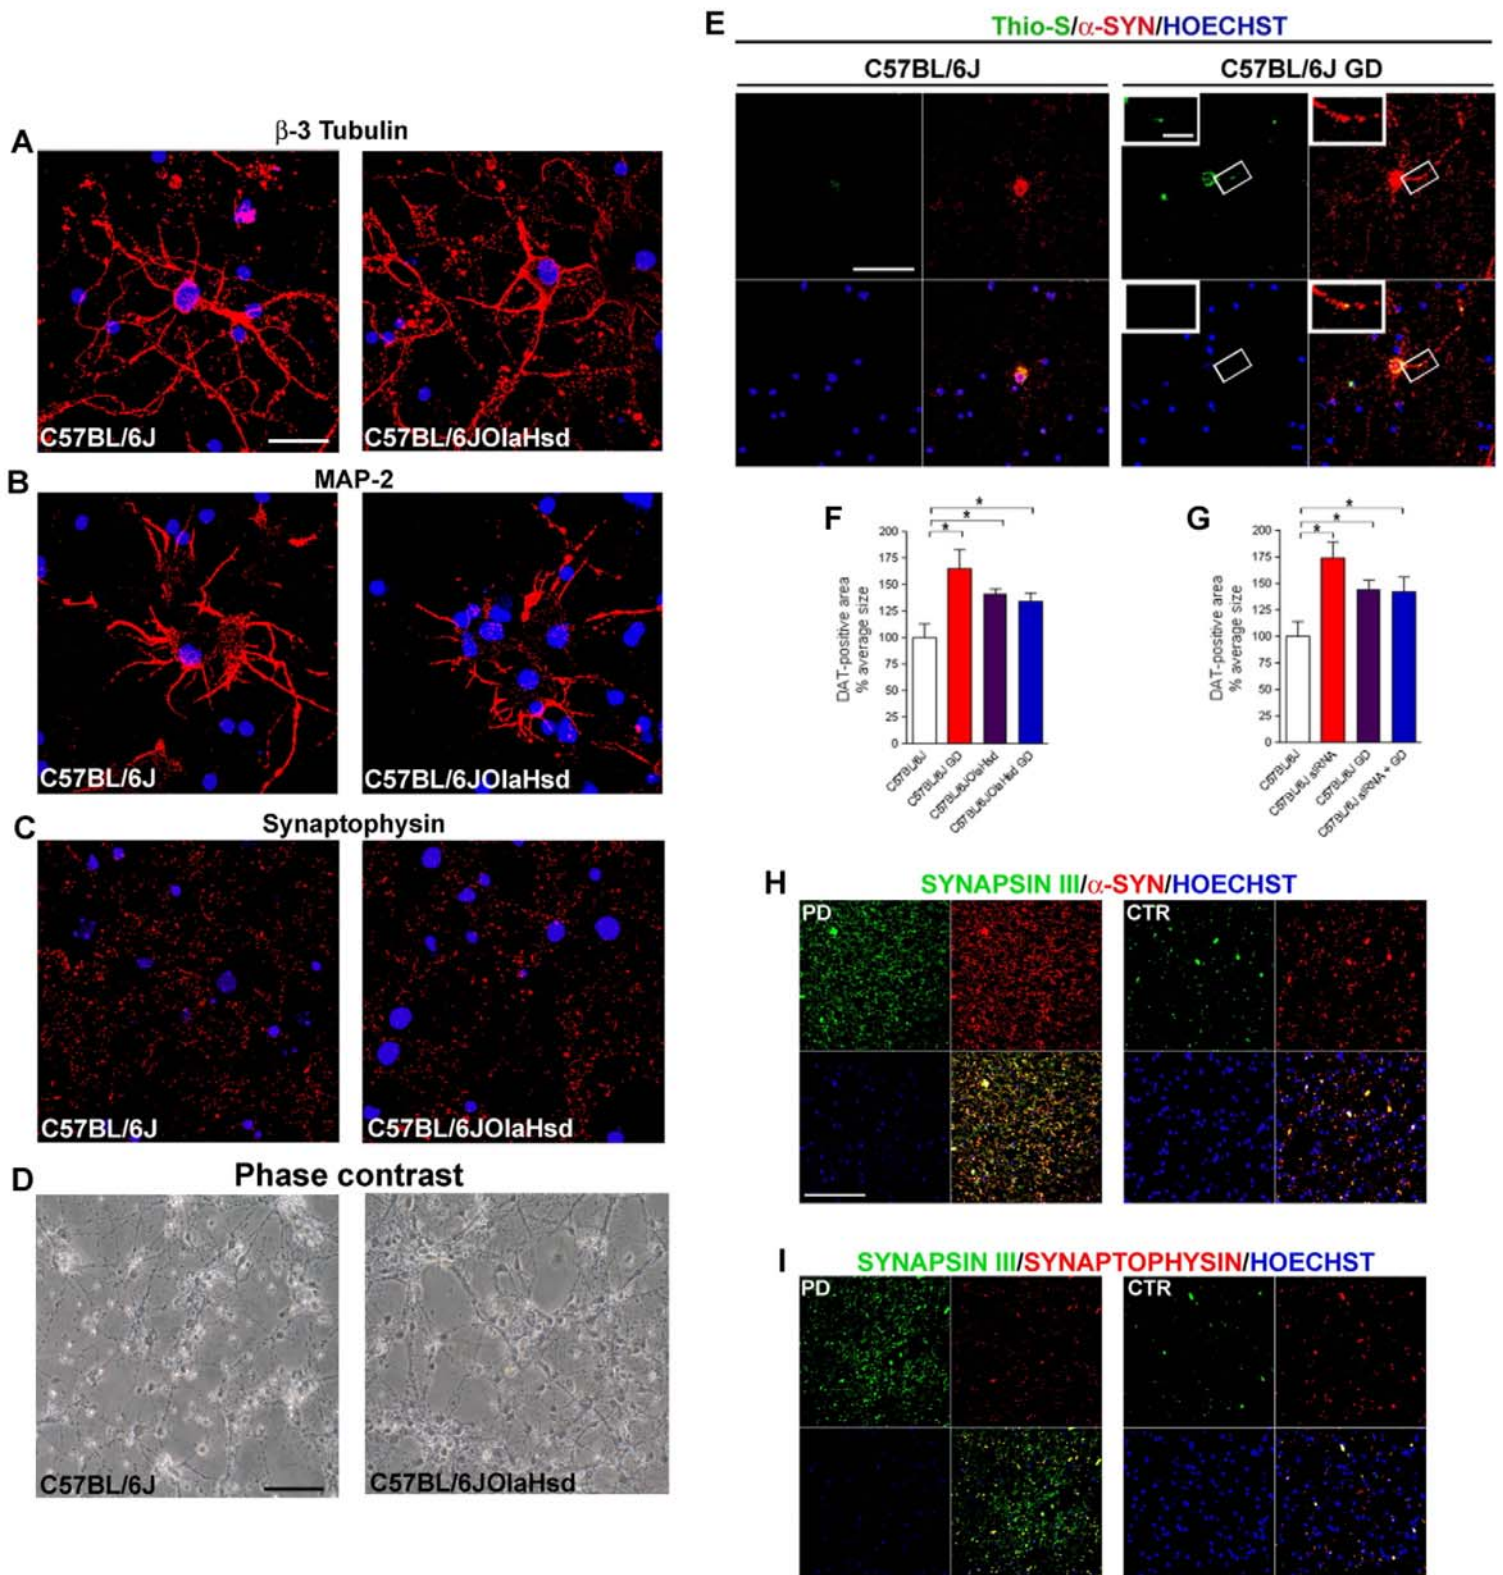 A
β-3 Tubulin
C57BL/6J
C57BL/6JOlaHsd
B
MAP-2
C57BL/6J
C57BL/6JOlaHsd
C
Synaptophysin
C57BL/6J
C57BL/6JOlaHsd
D
Phase contrast
C57BL/6J
C57BL/6JOlaHsd
E
Thio-S/α-SYN/HOECHST
C57BL/6J
C57BL/6J GD
F
DAT-positive area
% average size
200
175
150
125
100
75
50
25
0
*
*
*
C57BL/6J
C57BL/6J GD
C57BL/6JOlaHsd
C57BL/6JOlaHsd GD
G
DAT-positive area
% average size
200
175
150
125
100
75
50
25
0
*
*
*
C57BL/6J
C57BL/6J siRNA
C57BL/6J GD
C57BL/6J siRNA + GD
H
SYNAPSIN III/α-SYN/HOECHST
PD
CTR
I
SYNAPSIN III/SYNAPTOPHYSIN/HOECHST
PD
CTR